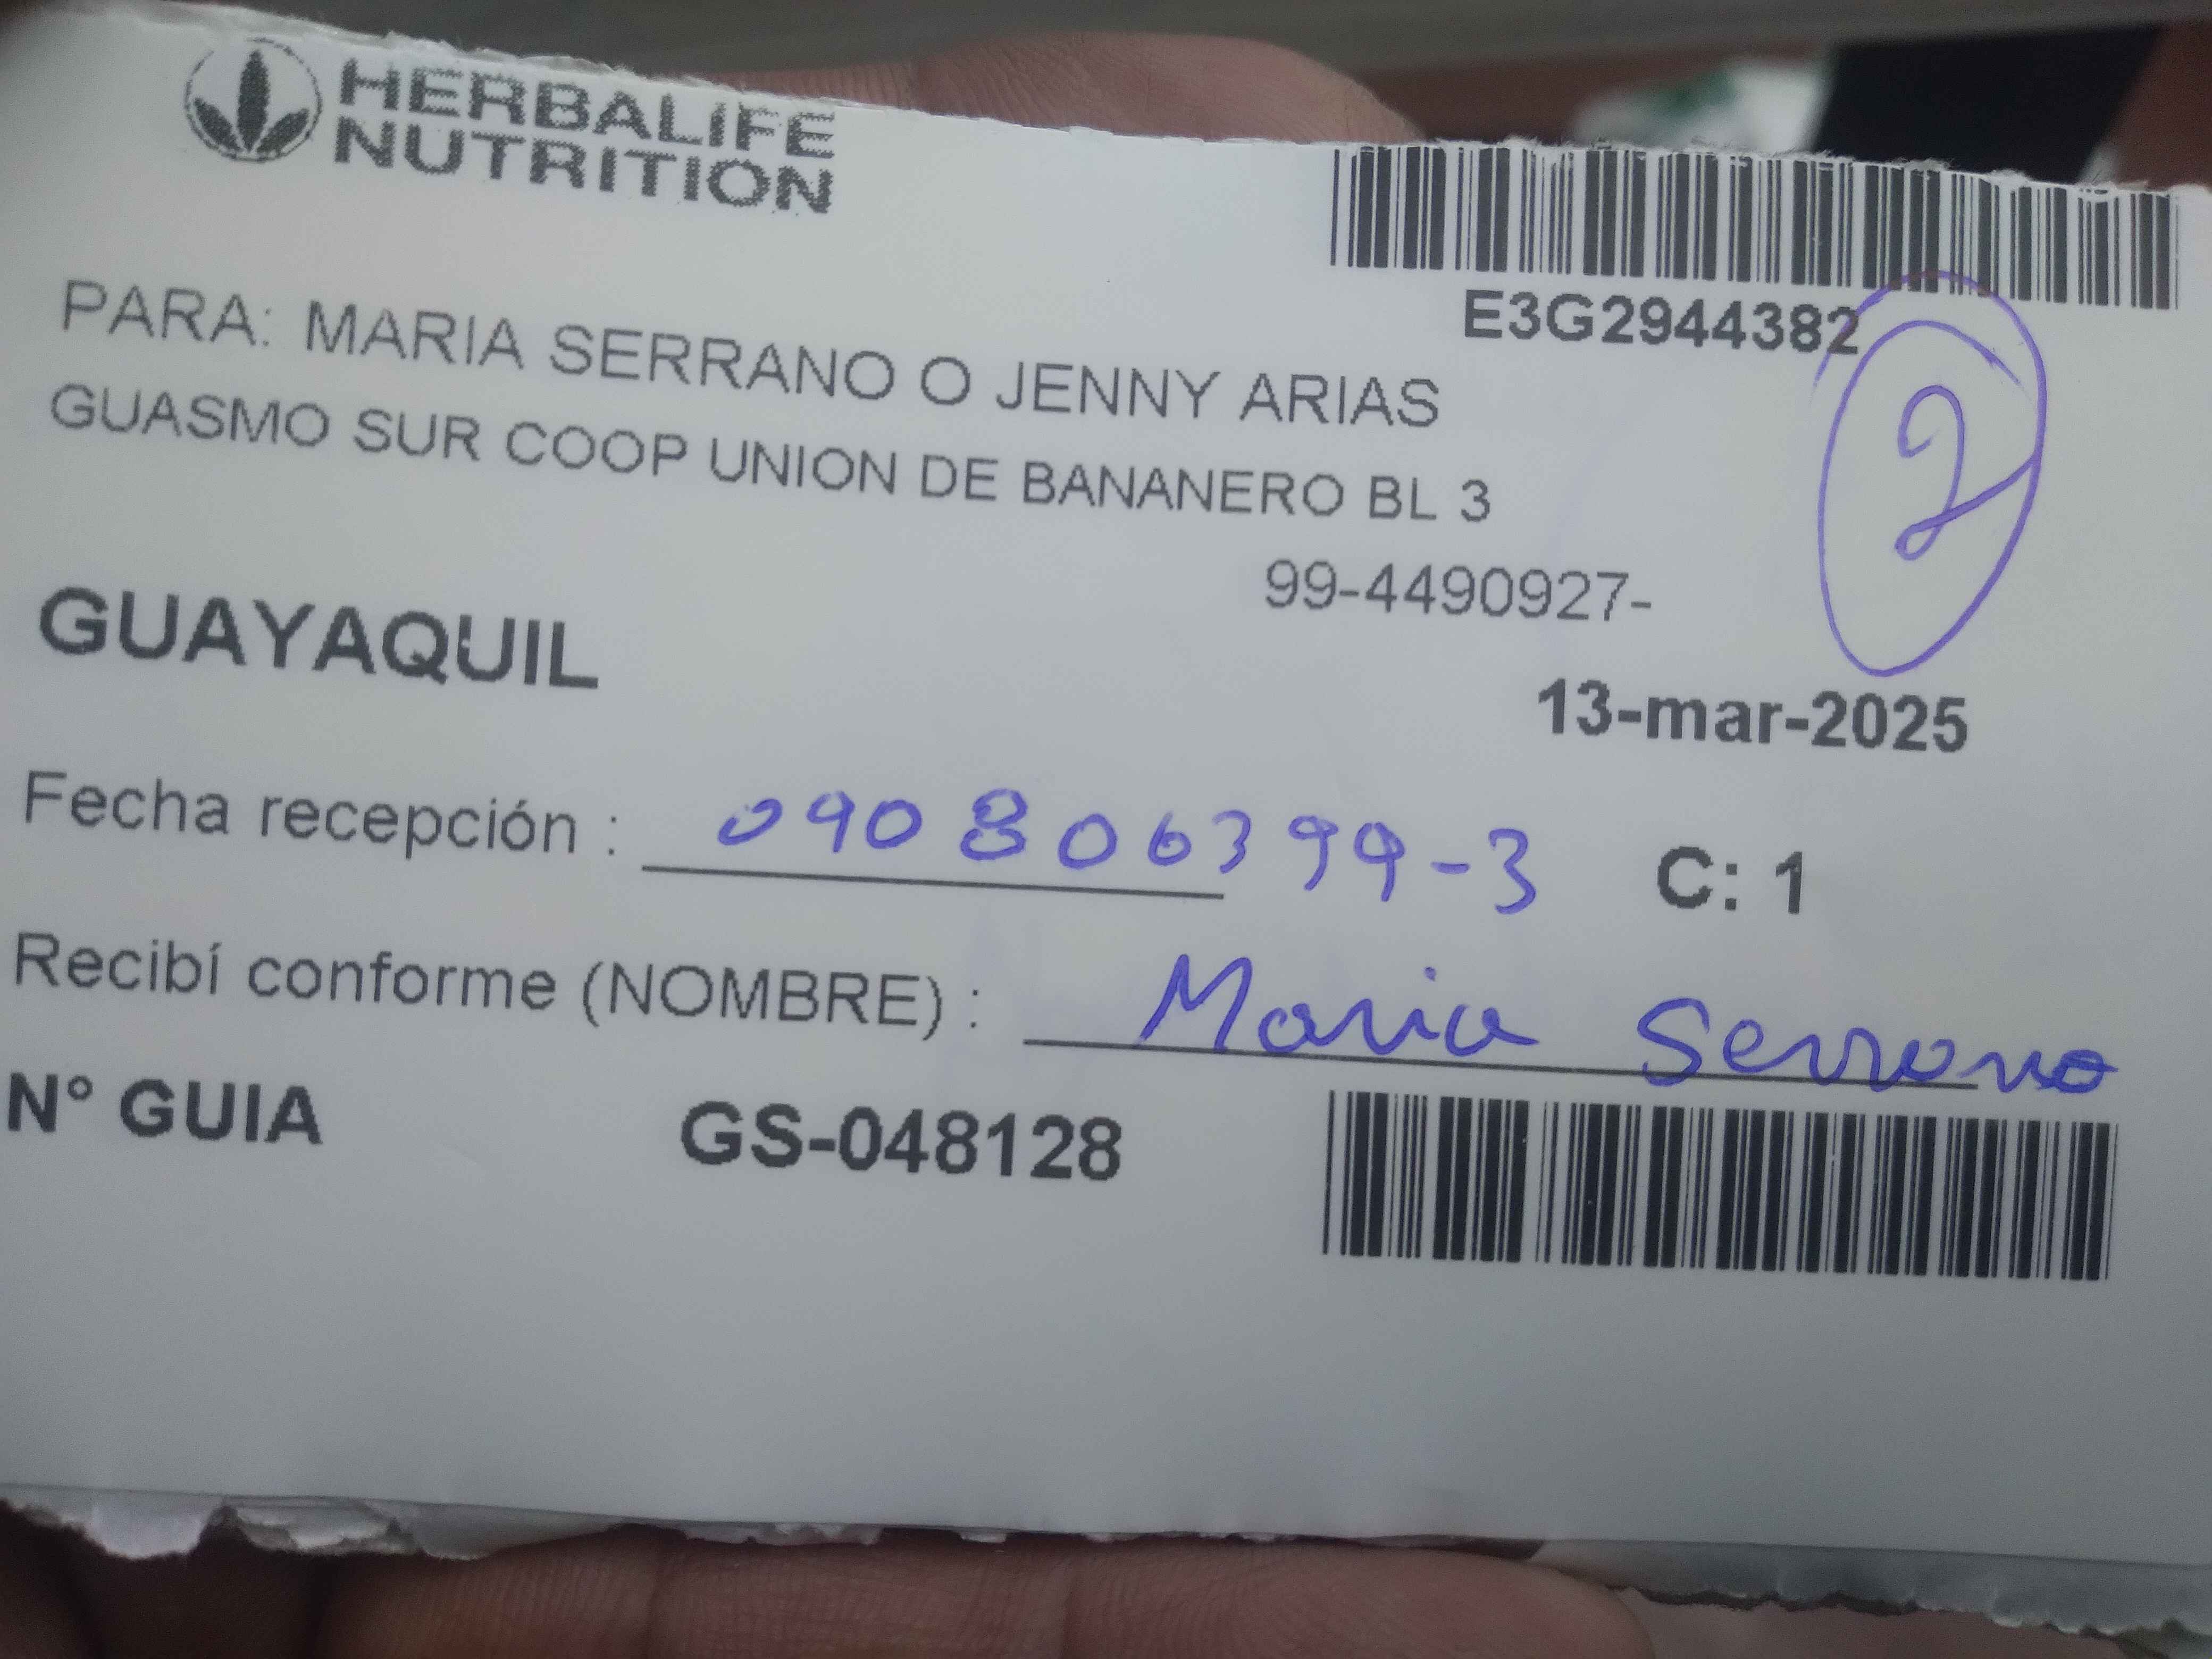 HERBALIFE
NUTRITION
E3G2944382
2
PARA: MARIA SERRANO O JENNY ARIAS
GUASMO SUR COOP UNION DE BANANERO BL 3
99-4490927-
GUAYAQUIL
13-mar-2025
Fecha recepción : 090806399-3 C: 1
Recibí conforme (NOMBRE) : Maria Serrano
N° GUIA GS-048128